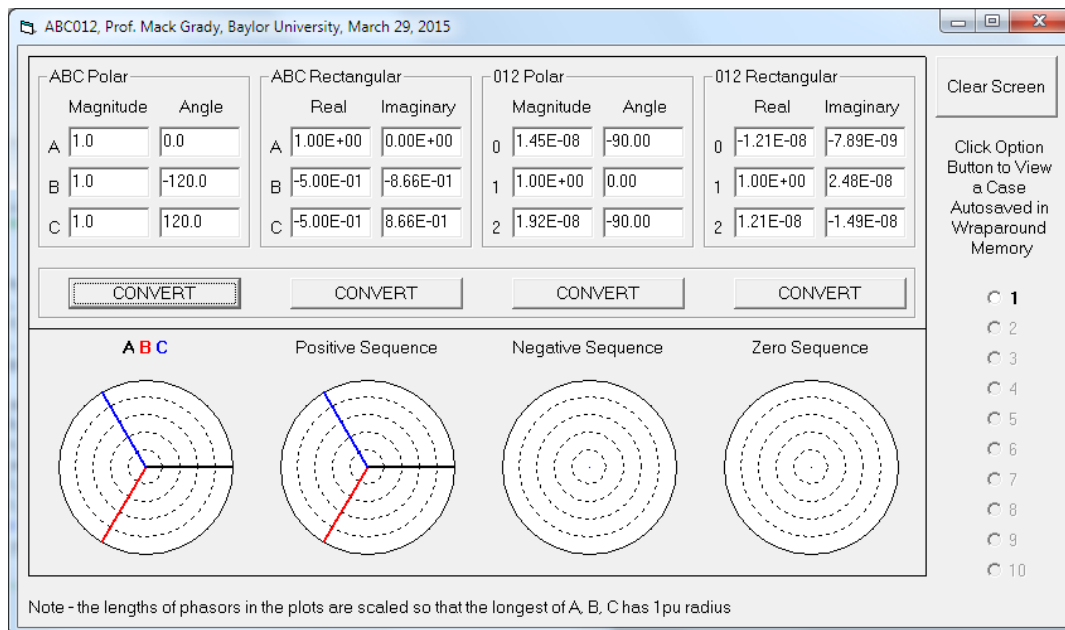 ABC012, Prof. Mack Grady, Baylor University, March 29, 2015
ABC Polar
Magnitude Angle
A 1.0 0.0
B 1.0 -120.0
C 1.0 120.0
ABC Rectangular
Real Imaginary
A 1.00E+00 0.00E+00
B -5.00E-01 -8.66E-01
C -5.00E-01 8.66E-01
012 Polar
Magnitude Angle
0 1.45E-08 -90.00
1 1.00E+00 0.00
2 1.92E-08 -90.00
012 Rectangular
Real Imaginary
0 -1.21E-08 -7.89E-09
1 1.00E+00 2.48E-08
2 1.21E-08 -1.49E-08
CONVERT CONVERT CONVERT CONVERT
A B C Positive Sequence Negative Sequence Zero Sequence
Clear Screen
Click Option
Button to View
a Case
Autosaved in
Wraparound
Memory
1
2
3
4
5
6
7
8
9
10
Note - the lengths of phasors in the plots are scaled so that the longest of A, B, C has 1pu radius